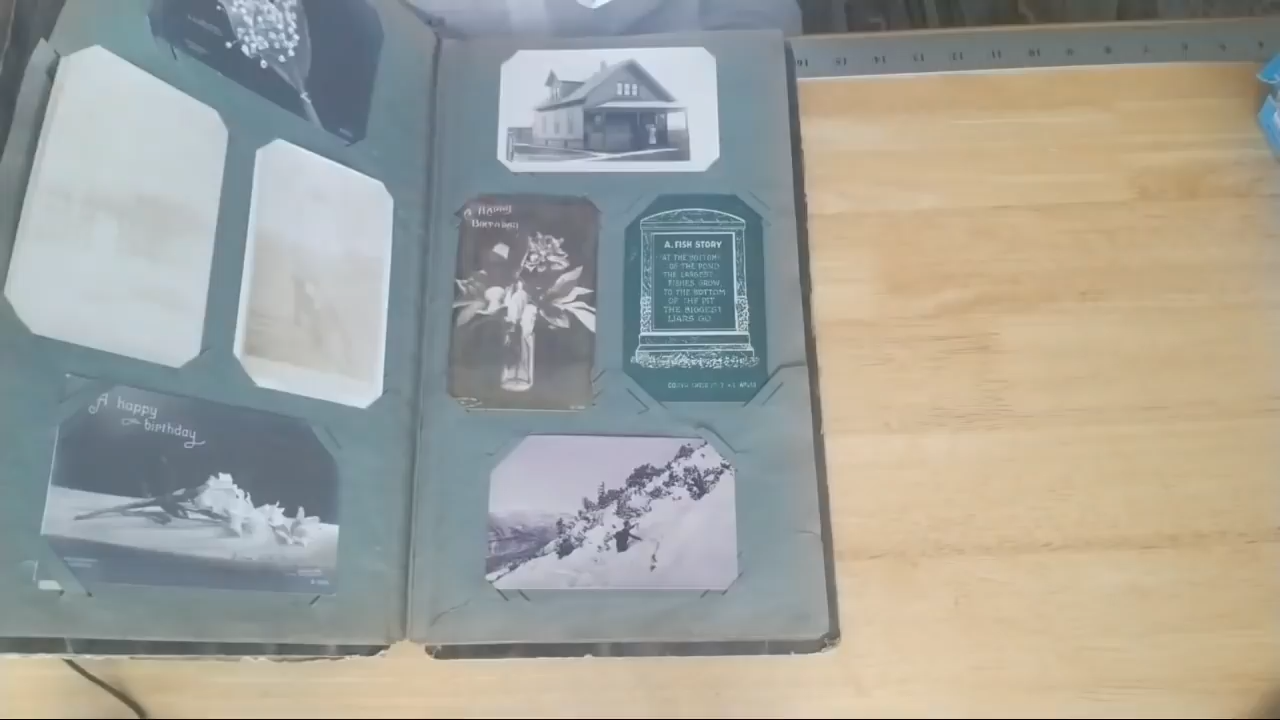 A happy
birthday
A Happy
A. FISH STORY
AT THE BOTTOM
OF THE POND
THE LARGEST
FISHES GROW,
TO THE BOTTOM
OF THE PIT
THE BIGGEST
LIARS GO